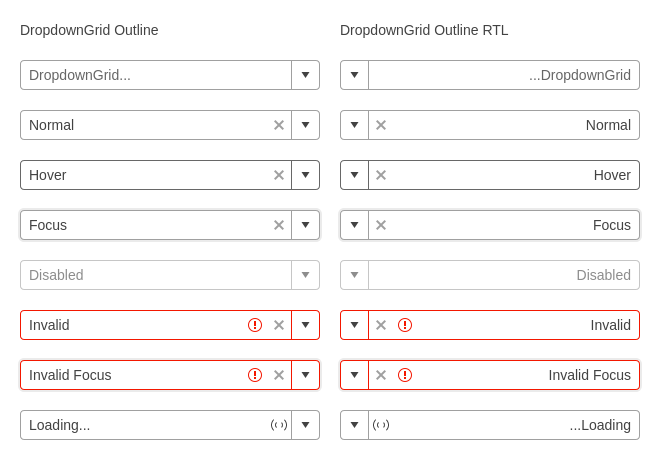 DropdownGrid Outline
DropdownGrid...
Normal
Hover
Focus
Disabled
Invalid
Invalid Focus
Loading...
DropdownGrid Outline RTL
...DropdownGrid
Normal
Hover
Focus
Disabled
Invalid
Invalid Focus
...Loading